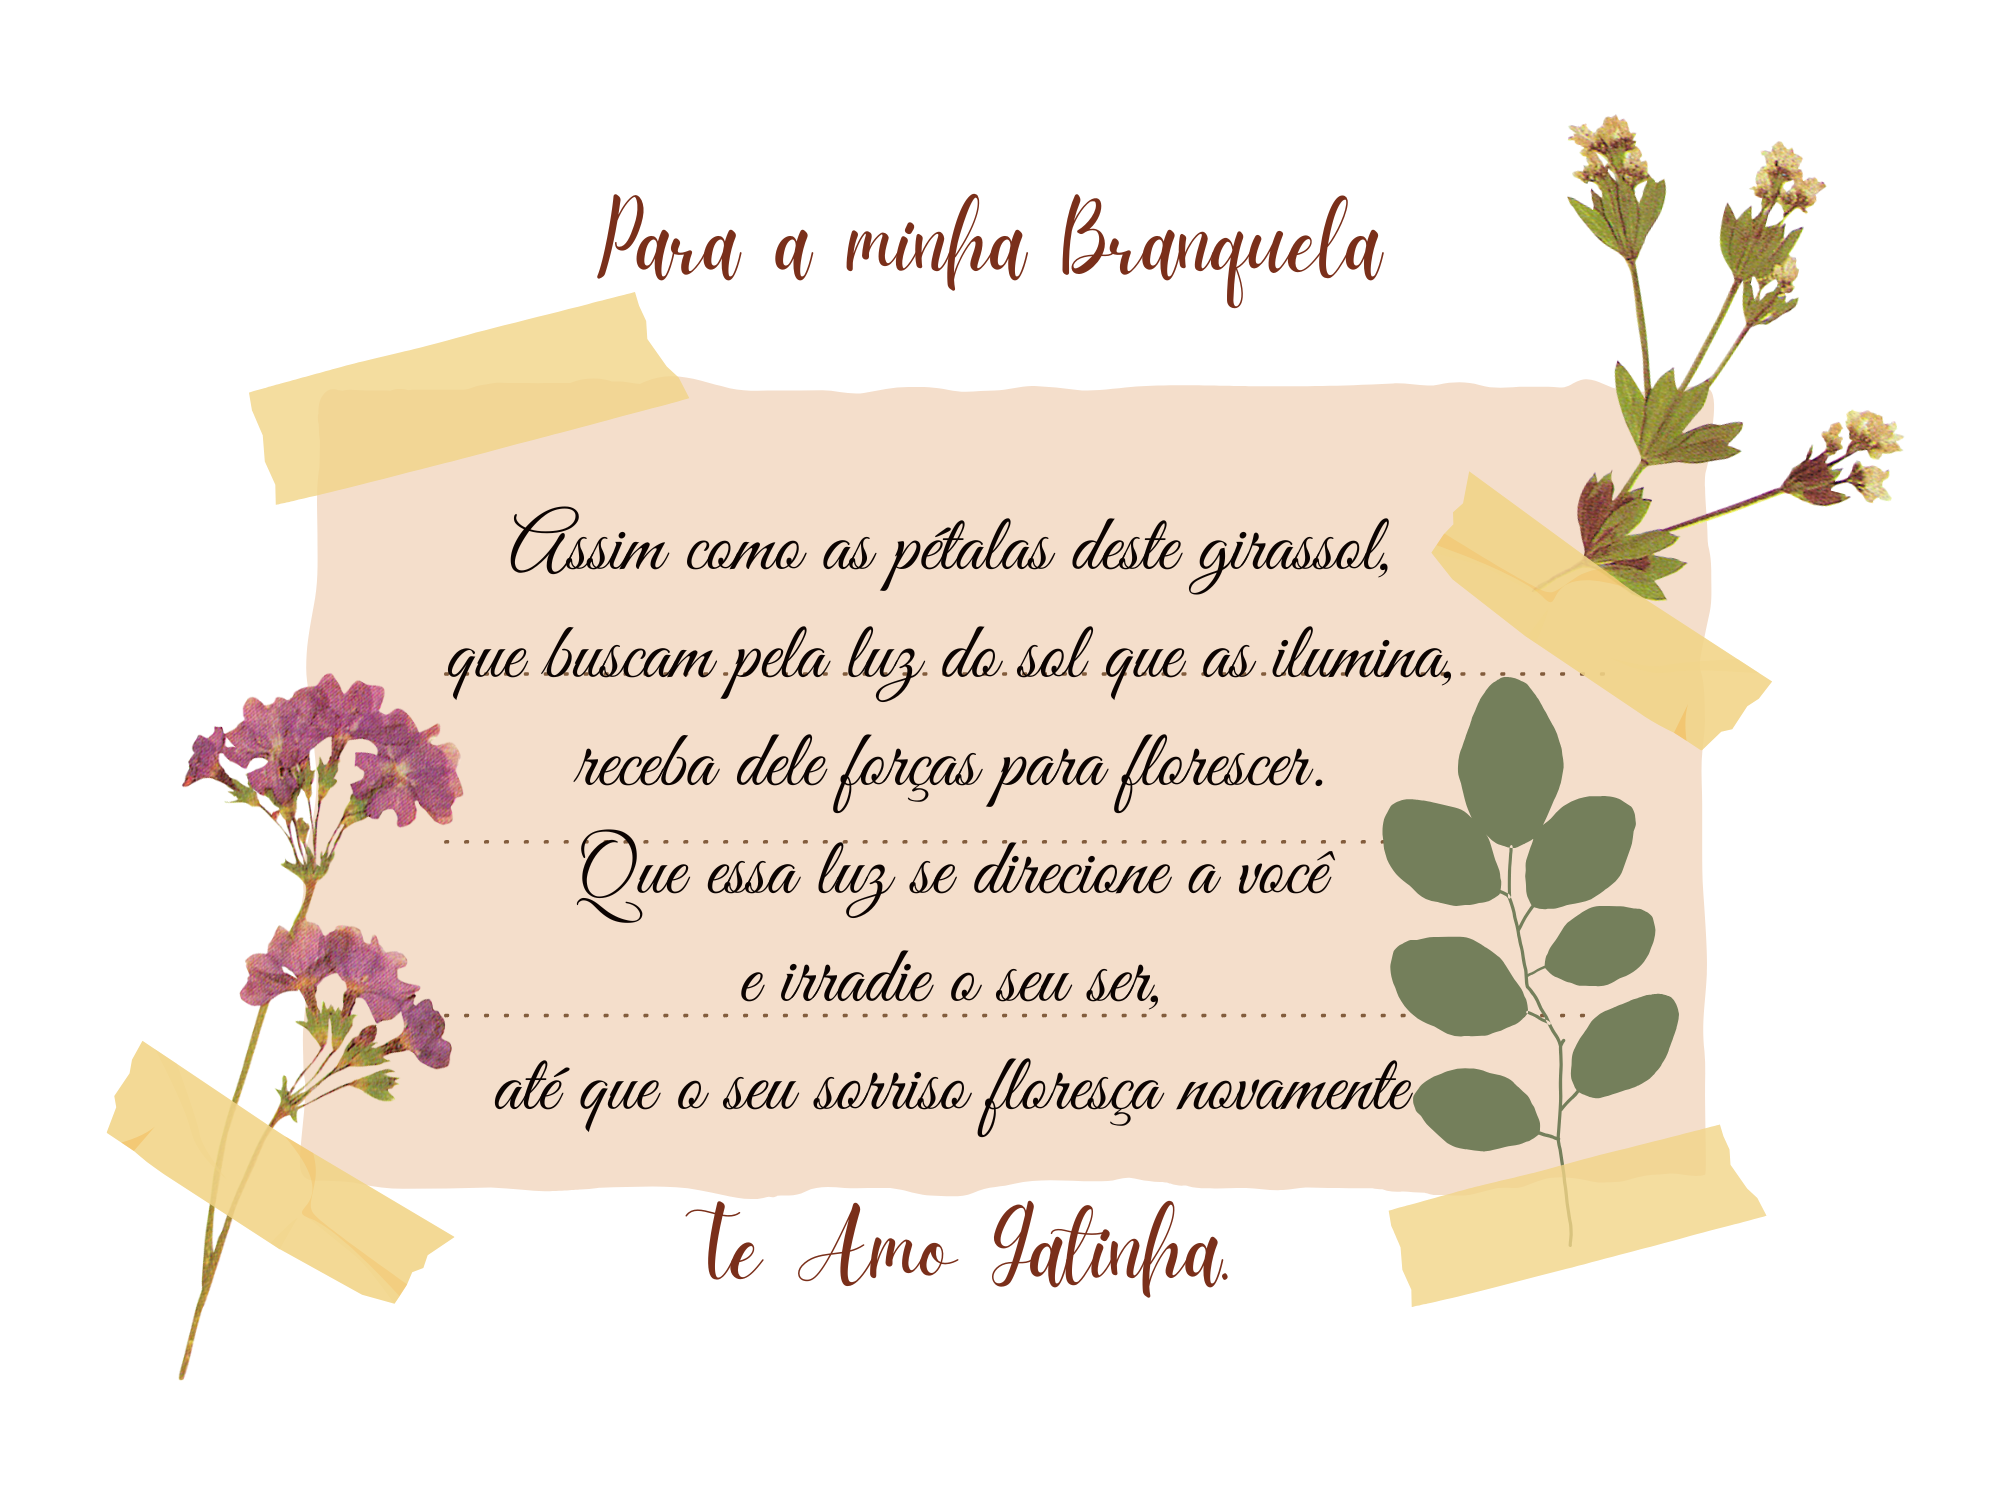 Para a minha Branquela
Assim como as pétalas deste girassol,
que buscam pela luz do sol que as ilumina,
receba dele forças para florescer.
Que essa luz se direcione a você
e irradie o seu ser,
até que o seu sorriso floresça novamente
Te Amo Gatinha.